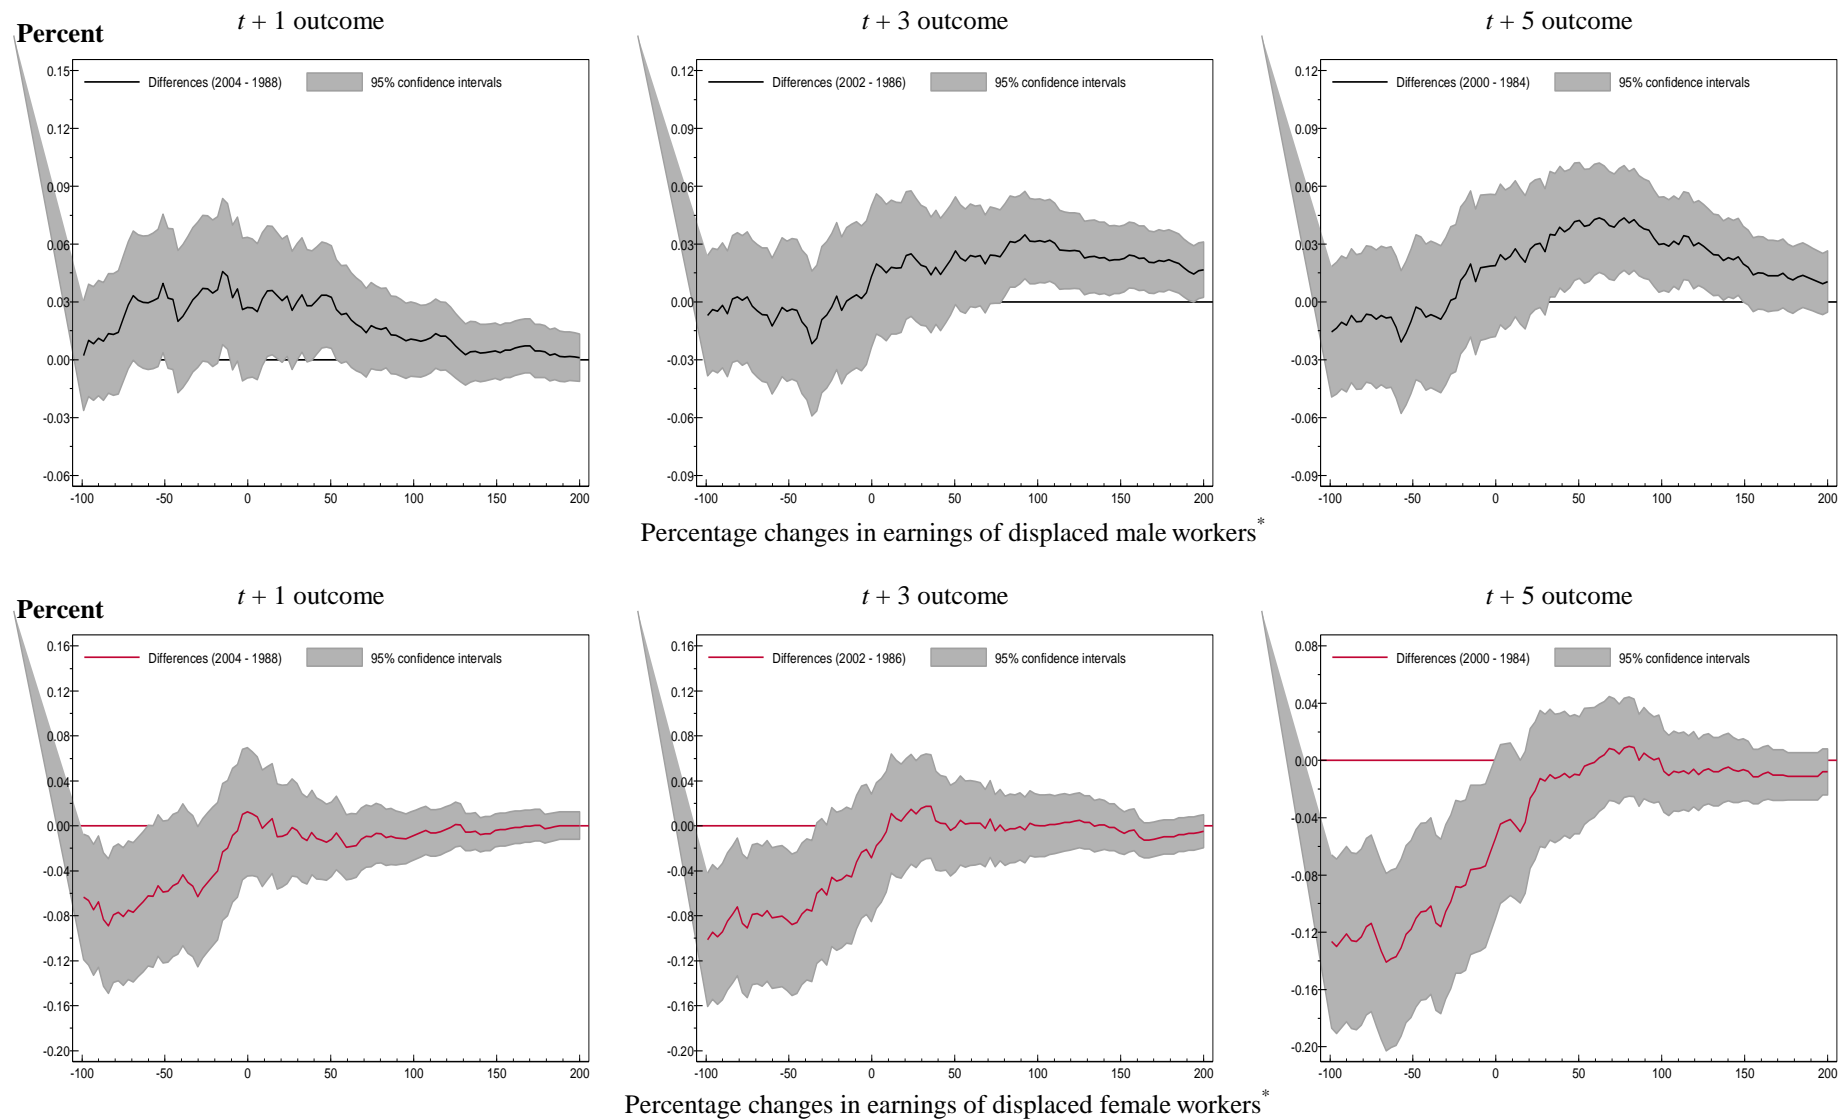 t + 1 outcome
t + 3 outcome
t + 5 outcome
Percent
Differences (2004 - 1988)
95% confidence intervals
Differences (2002 - 1986)
95% confidence intervals
Differences (2000 - 1984)
95% confidence intervals
0.15
0.12
0.09
0.06
0.03
0.00
-0.03
-0.06
-100 -50 0 50 100 150 200
0.12
0.09
0.06
0.03
0.00
-0.03
-0.06
-0.09
-100 -50 0 50 100 150 200
0.12
0.09
0.06
0.03
0.00
-0.03
-0.06
-0.09
-100 -50 0 50 100 150 200
Percentage changes in earnings of displaced male workers*
t + 1 outcome
t + 3 outcome
t + 5 outcome
Percent
Differences (2004 - 1988)
95% confidence intervals
Differences (2002 - 1986)
95% confidence intervals
Differences (2000 - 1984)
95% confidence intervals
0.16
0.12
0.08
0.04
0.00
-0.04
-0.08
-0.12
-0.16
-0.20
-100 -50 0 50 100 150 200
0.16
0.12
0.08
0.04
0.00
-0.04
-0.08
-0.12
-0.16
-0.20
-100 -50 0 50 100 150 200
0.08
0.04
0.00
-0.04
-0.08
-0.12
-0.16
-0.20
-100 -50 0 50 100 150 200
Percentage changes in earnings of displaced female workers*